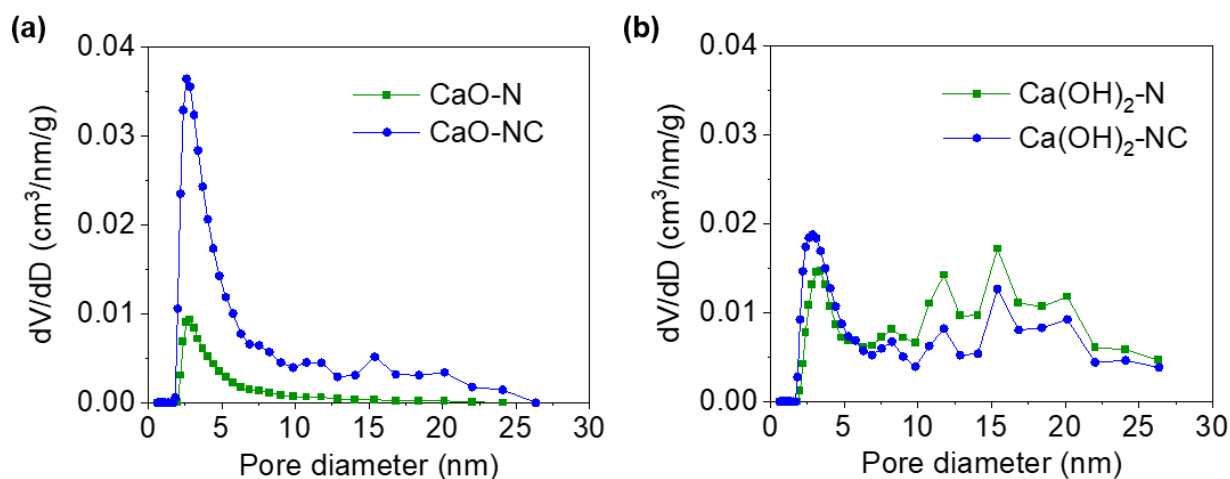 (a)
dV/dD (cm³/nm/g)
0.04
0.03
0.02
0.01
0.00
CaO-N
CaO-NC
0 5 10 15 20 25 30
Pore diameter (nm)
(b)
dV/dD (cm³/nm/g)
0.04
0.03
0.02
0.01
0.00
Ca(OH)₂-N
Ca(OH)₂-NC
0 5 10 15 20 25 30
Pore diameter (nm)